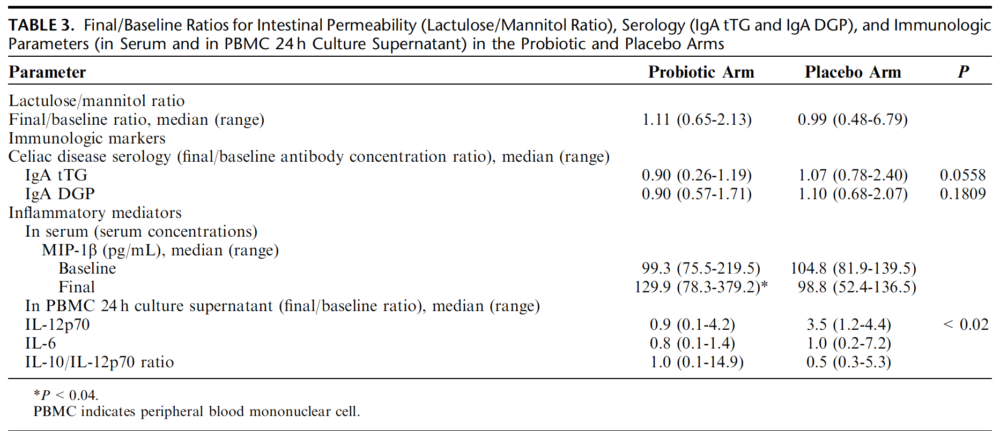 TABLE 3. Final/Baseline Ratios for Intestinal Permeability (Lactulose/Mannitol Ratio), Serology (IgA tTG and IgA DGP), and Immunologic
Parameters (in Serum and in PBMC 24 h Culture Supernatant) in the Probiotic and Placebo Arms
Parameter Probiotic Arm Placebo Arm P
Lactulose/mannitol ratio
Final/baseline ratio, median (range) 1.11 (0.65-2.13) 0.99 (0.48-6.79)
Immunologic markers
Celiac disease serology (final/baseline antibody concentration ratio), median (range)
IgA tTG 0.90 (0.26-1.19) 1.07 (0.78-2.40) 0.0558
IgA DGP 0.90 (0.57-1.71) 1.10 (0.68-2.07) 0.1809
Inflammatory mediators
In serum (serum concentrations)
MIP-1β (pg/mL), median (range)
Baseline 99.3 (75.5-219.5) 104.8 (81.9-139.5)
Final 129.9 (78.3-379.2)* 98.8 (52.4-136.5)
In PBMC 24 h culture supernatant (final/baseline ratio), median (range)
IL-12p70 0.9 (0.1-4.2) 3.5 (1.2-4.4) < 0.02
IL-6 0.8 (0.1-1.4) 1.0 (0.2-7.2)
IL-10/IL-12p70 ratio 1.0 (0.1-14.9) 0.5 (0.3-5.3)
*P < 0.04.
PBMC indicates peripheral blood mononuclear cell.